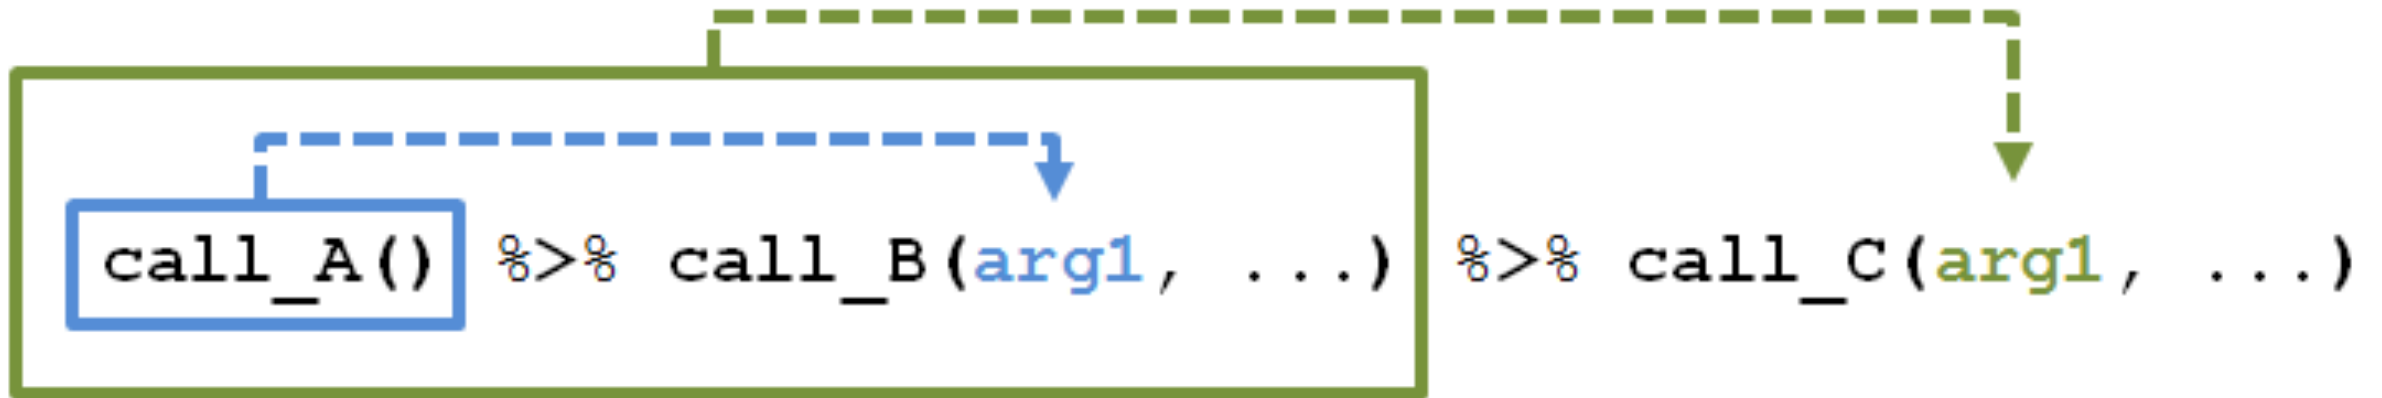 call_A() %>% call_B(arg1, ...) %>% call_C(arg1, ...)